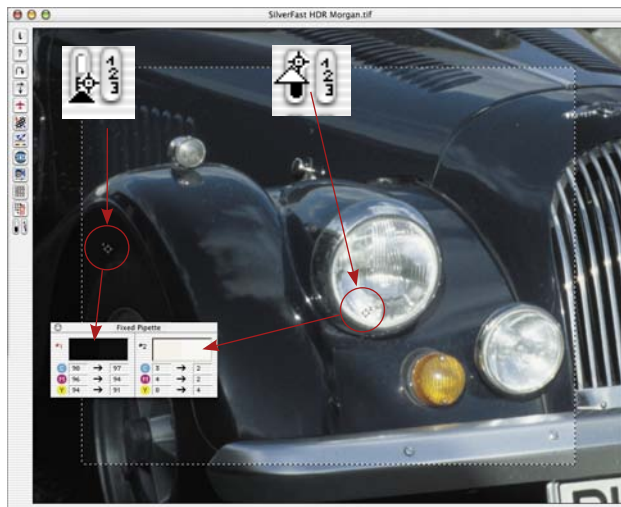 SilverFast HDR Morgan.tif
1
2
3
1
2
3
Fixed Pipette
#1 #2
C 98 → 97 C 3 → 2
M 96 → 94 M 4 → 2
Y 94 → 91 Y 8 → 4